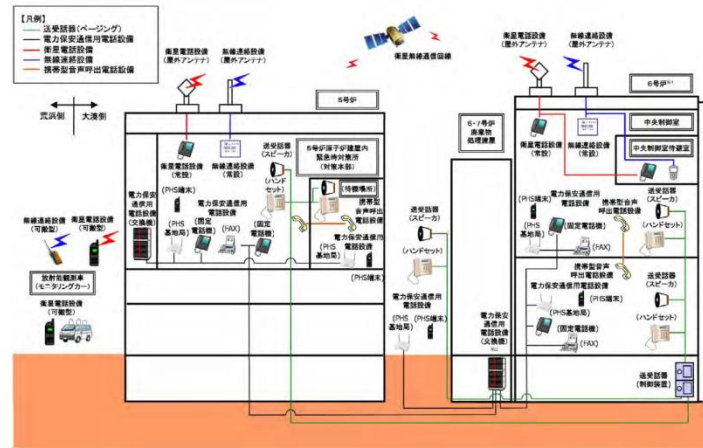 【凡例】
送受話器(ページング)
電力保安通信用電話設備
衛星電話設備
無線連絡設備
携帯型音声呼出電話設備
荒浜側
大湊側
衛星電話設備
(屋外アンテナ)
無線連絡設備
(屋外アンテナ)
衛星無線通信回線
衛星電話設備
(屋外アンテナ)
無線連絡設備
(屋外アンテナ)
5号炉
6号炉
中央制御室
中央制御室待避室
6・7号炉
廃棄物
処理建屋
衛星電話設備
(常設)
無線連絡設備
(常設)
送受話器
(スピーカ)
(ハンド
セット)
5号炉原子炉建屋内
緊急時対策所
(対策本部)
(待機場所)
携帯型
音声呼出
電話設備
電力保安
通信用
電話設備
(交換機)
(PHS端末)
電力保安通信用
電話設備
(PHS
基地局)
(固定
電話機)
(FAX)
(固定
電話機)
(PHS
基地局)
電力保安通信用
電話設備
(PHS端末)
無線連絡設備
(可搬型)
衛星電話設備
(可搬型)
放射能観測車
(モニタリングカー)
衛星電話設備
(可搬型)
送受話器
(スピーカ)
(ハンドセット)
電力保安通信用
電話設備
(PHS
基地局)
(PHS端末)
電力保安
通信用
電話設備
(交換機)
衛星電話設備
(常設)
無線連絡設備
(常設)
(PHS端末)
電力保安通信用
電話設備
(固定電話機)
(PHS
基地局)
(FAX)
携帯型音声
呼出電話設備
送受話器
(スピーカ)
(ハンドセット)
携帯型音声
呼出電話設備
電力保安通信用電話設備
(PHS
基地局)
(PHS端末)
(固定電話機)
(FAX)
送受話器
(スピーカ)
(ハンドセット)
送受話器
(制御装置)